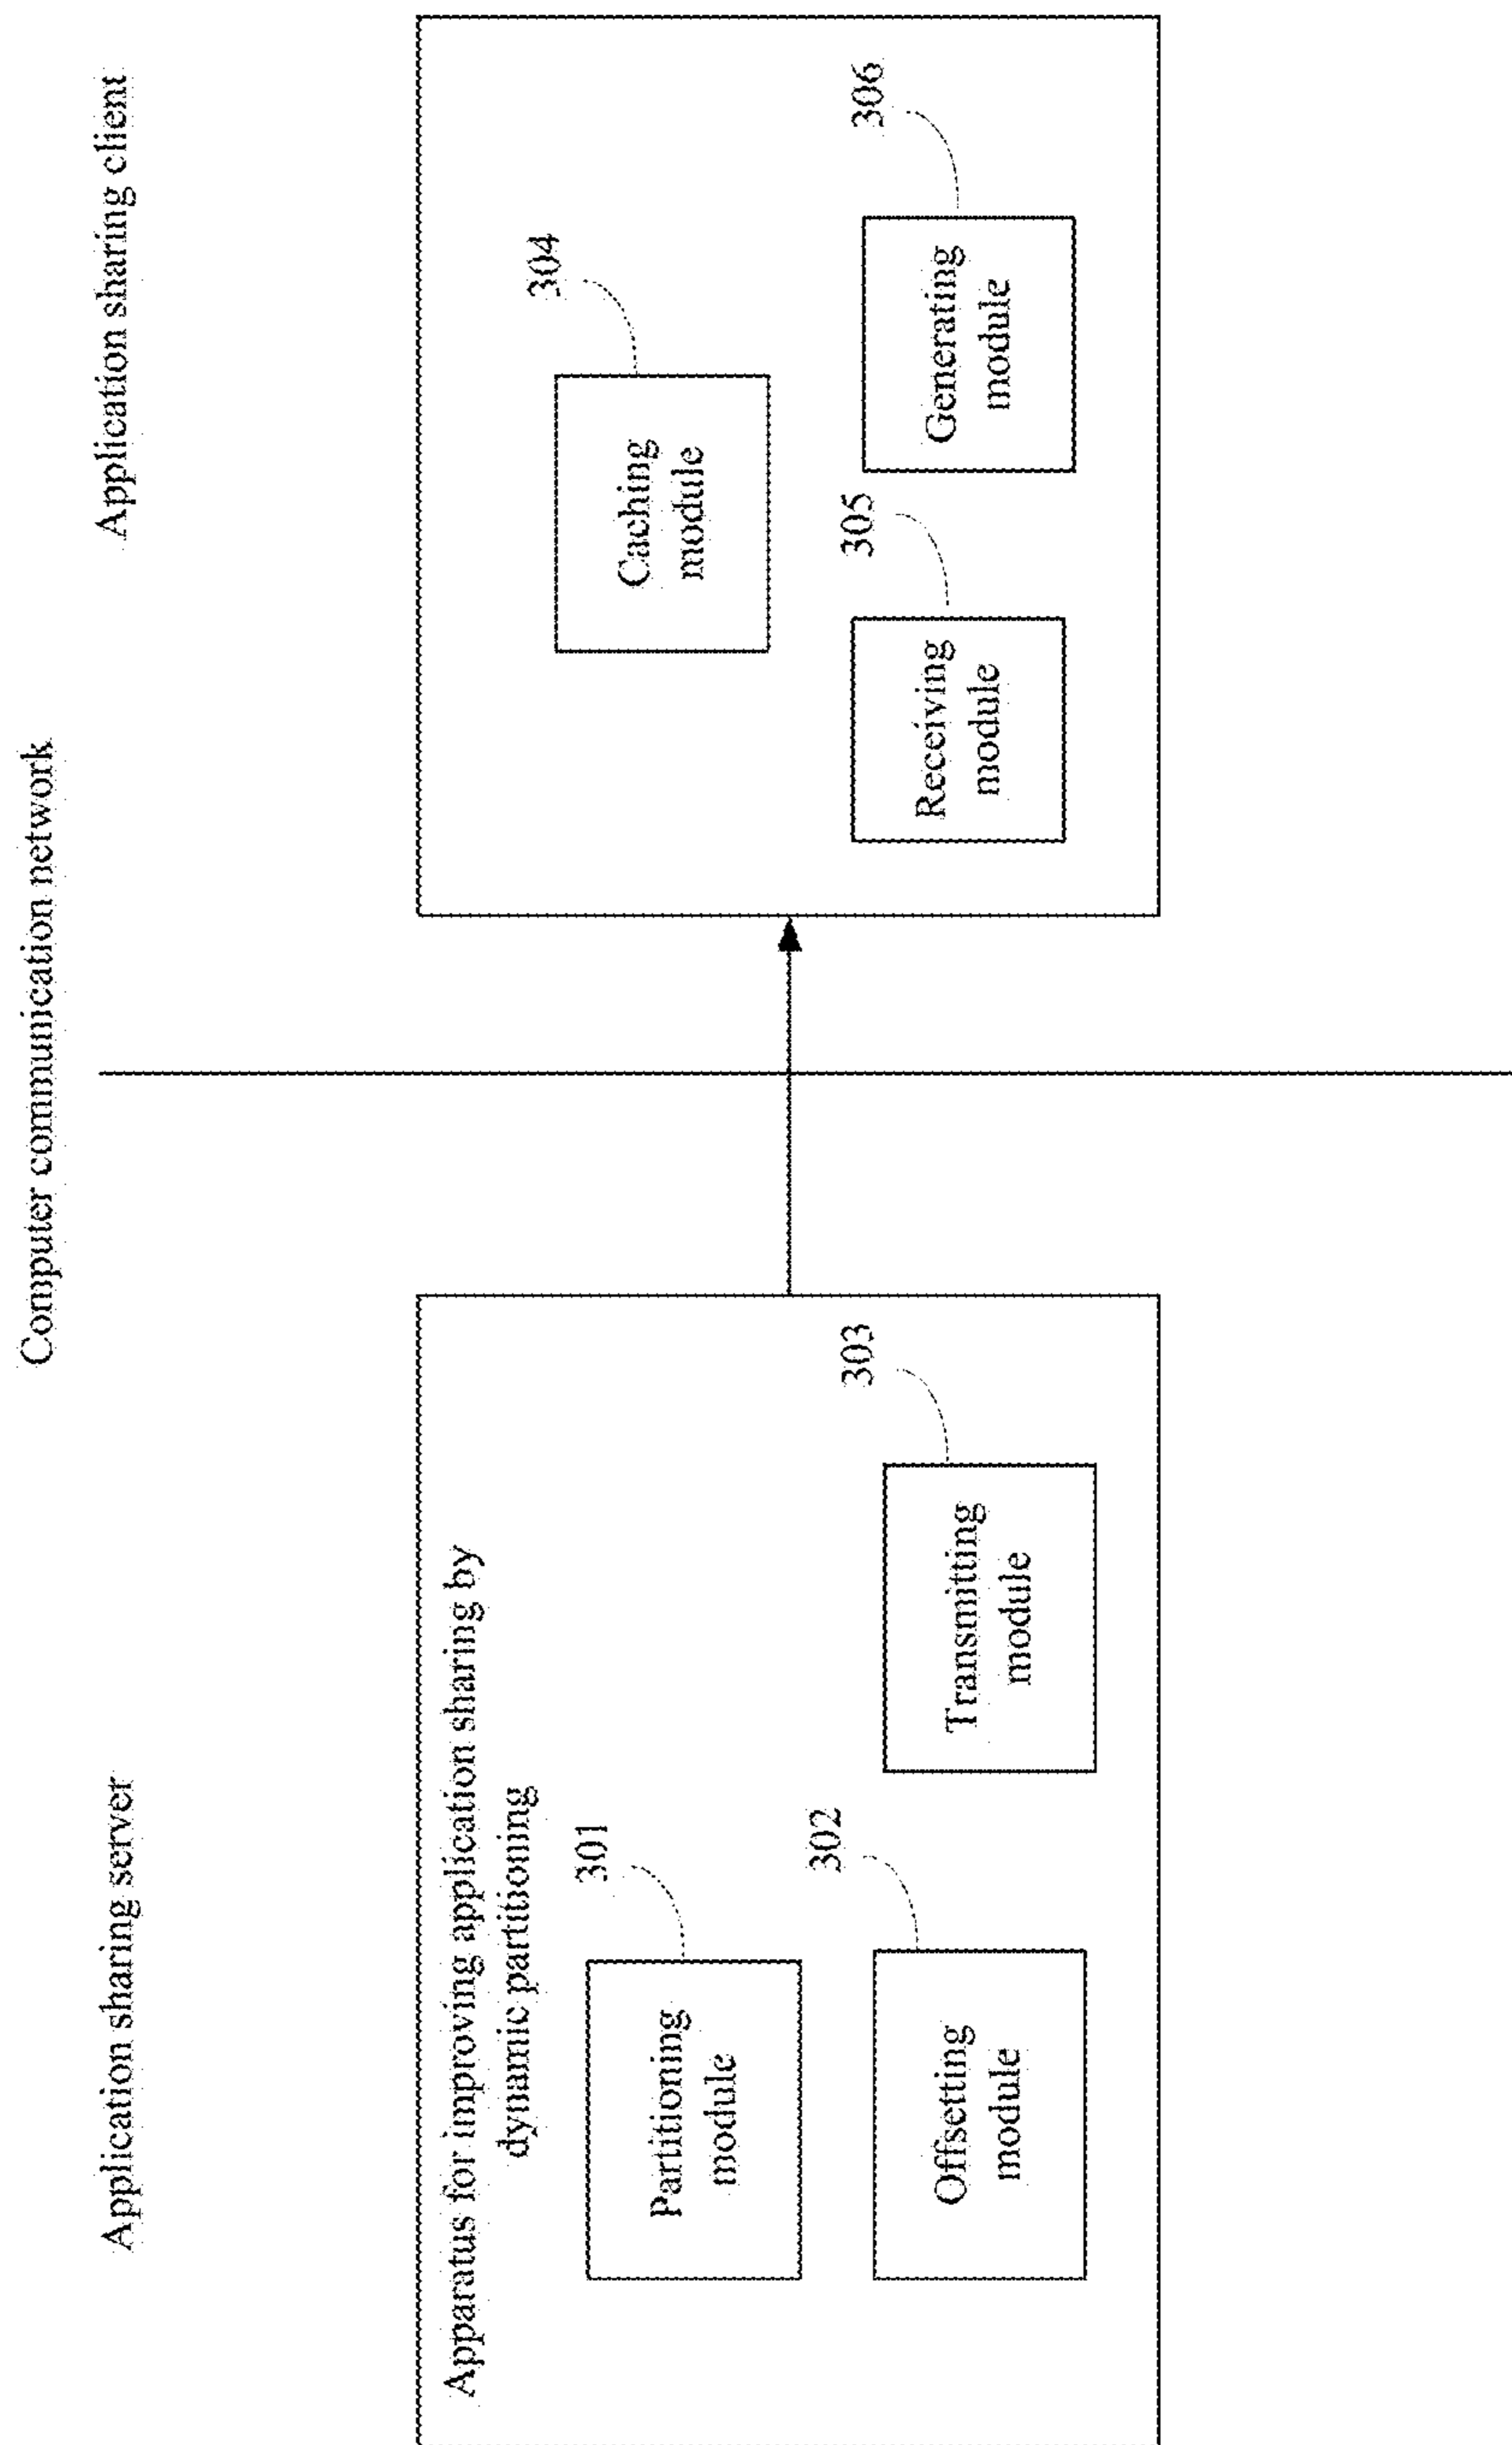 Computer communication network
Application sharing server
Application sharing client
Apparatus for improving application sharing by
dynamic partitioning
301
Partitioning
module
302
Offsetting
module
303
Transmitting
module
304
Caching
module
305
Receiving
module
306
Generating
module